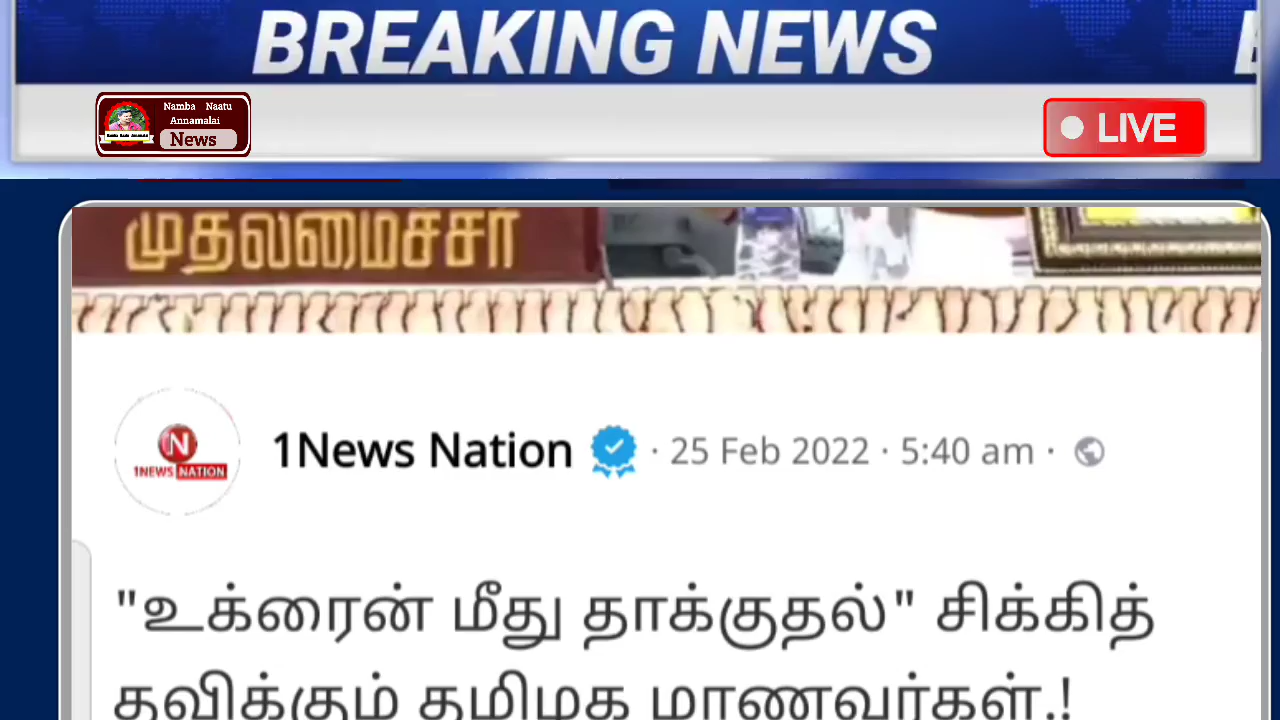 BREAKING NEWS
Namba Naatu
Annamalai
News
LIVE
முதலமைச்சர்
N
1NEWS NATION
1News Nation · 25 Feb 2022 · 5:40 am ·
"உக்ரைன் மீது தாக்குதல்" சிக்கித்
தவிக்கும் தமிழக மாணவர்கள்.!